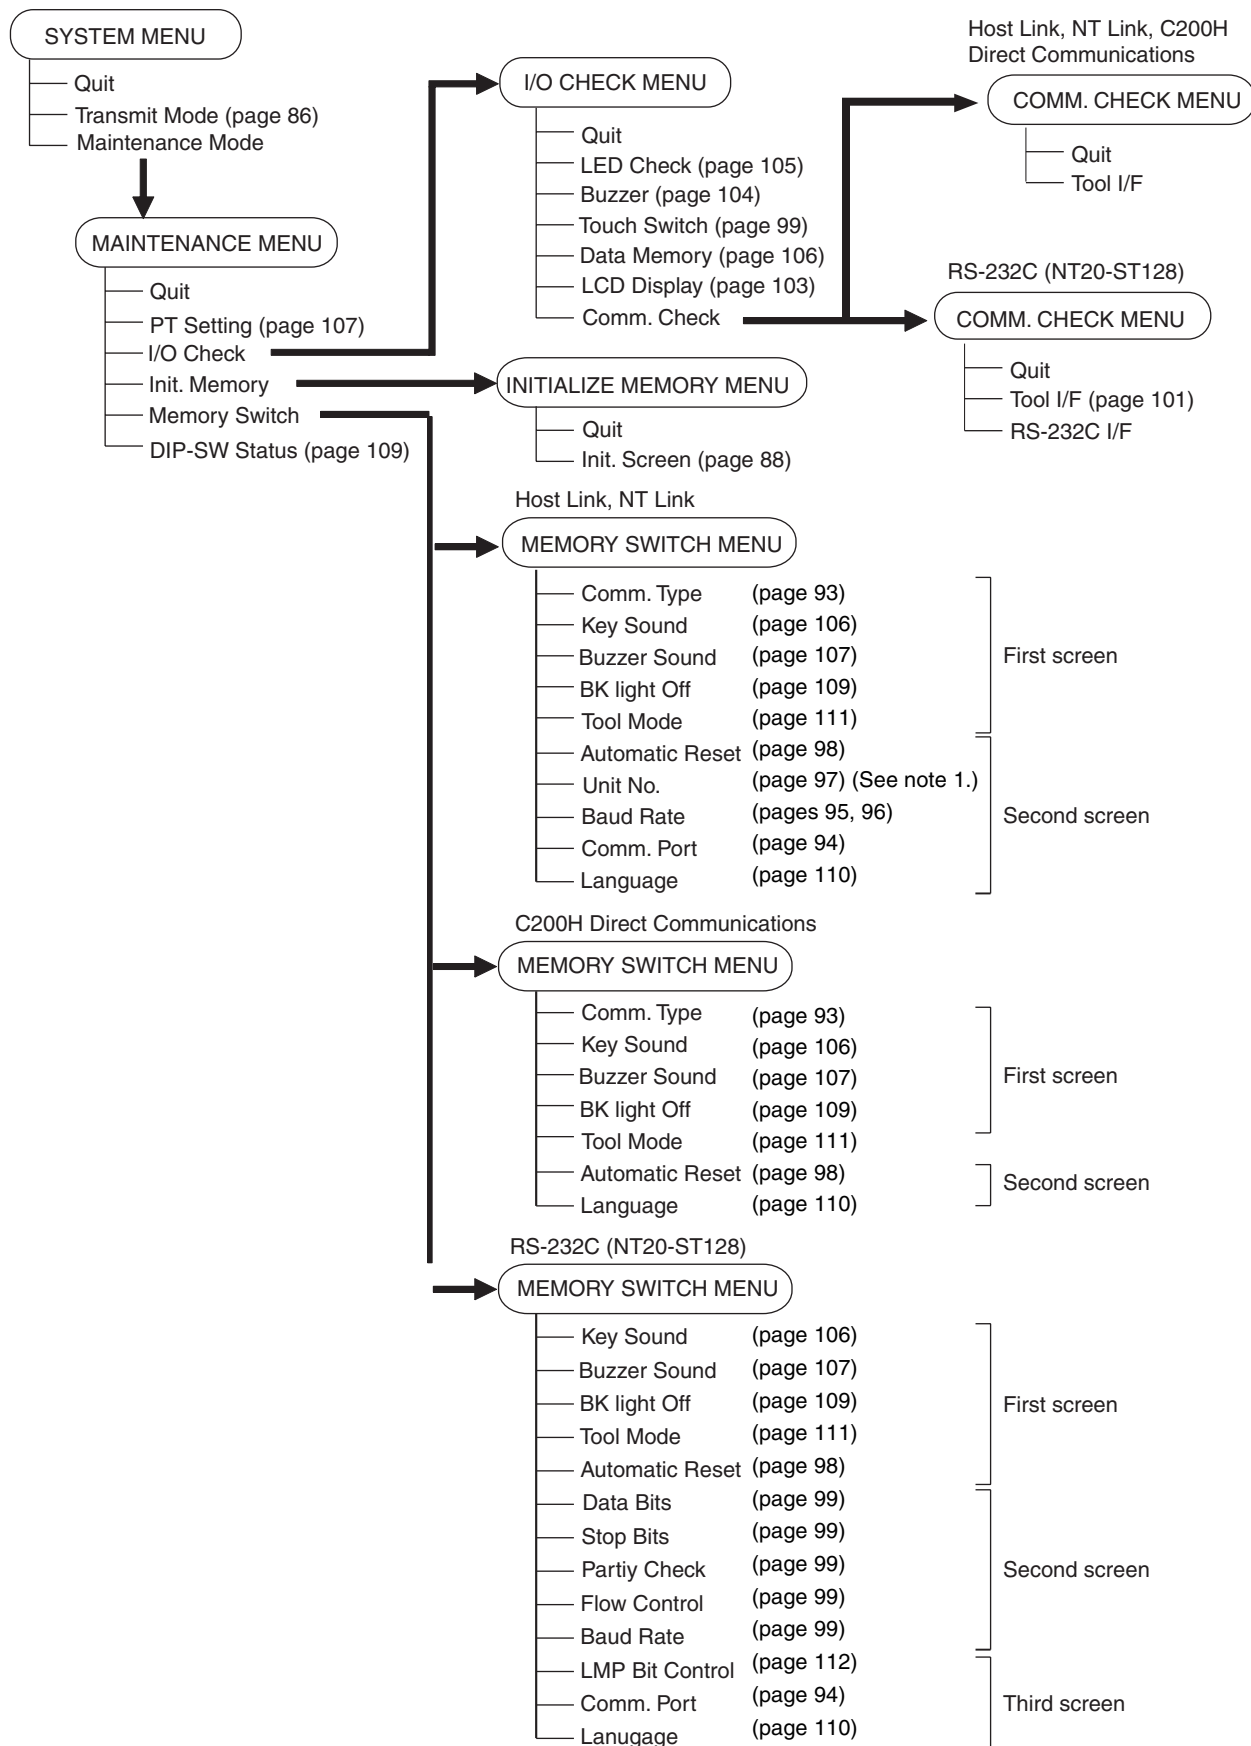 SYSTEM MENU
Quit
Transmit Mode (page 86)
Maintenance Mode
MAINTENANCE MENU
Quit
PT Setting (page 107)
I/O Check
Init. Memory
Memory Switch
DIP-SW Status (page 109)
I/O CHECK MENU
Quit
LED Check (page 105)
Buzzer (page 104)
Touch Switch (page 99)
Data Memory (page 106)
LCD Display (page 103)
Comm. Check
Host Link, NT Link, C200H
Direct Communications
COMM. CHECK MENU
Quit
Tool I/F
RS-232C (NT20-ST128)
COMM. CHECK MENU
Quit
Tool I/F (page 101)
RS-232C I/F
INITIALIZE MEMORY MENU
Quit
Init. Screen (page 88)
Host Link, NT Link
MEMORY SWITCH MENU
Comm. Type (page 93)
Key Sound (page 106)
Buzzer Sound (page 107)
BK light Off (page 109)
Tool Mode (page 111)
First screen
Automatic Reset (page 98)
Unit No. (page 97) (See note 1.)
Baud Rate (pages 95, 96)
Comm. Port (page 94)
Language (page 110)
Second screen
C200H Direct Communications
MEMORY SWITCH MENU
Comm. Type (page 93)
Key Sound (page 106)
Buzzer Sound (page 107)
BK light Off (page 109)
Tool Mode (page 111)
First screen
Automatic Reset (page 98)
Language (page 110)
Second screen
RS-232C (NT20-ST128)
MEMORY SWITCH MENU
Key Sound (page 106)
Buzzer Sound (page 107)
BK light Off (page 109)
Tool Mode (page 111)
Automatic Reset (page 98)
First screen
Data Bits (page 99)
Stop Bits (page 99)
Partiy Check (page 99)
Flow Control (page 99)
Baud Rate (page 99)
Second screen
LMP Bit Control (page 112)
Comm. Port (page 94)
Lanugage (page 110)
Third screen